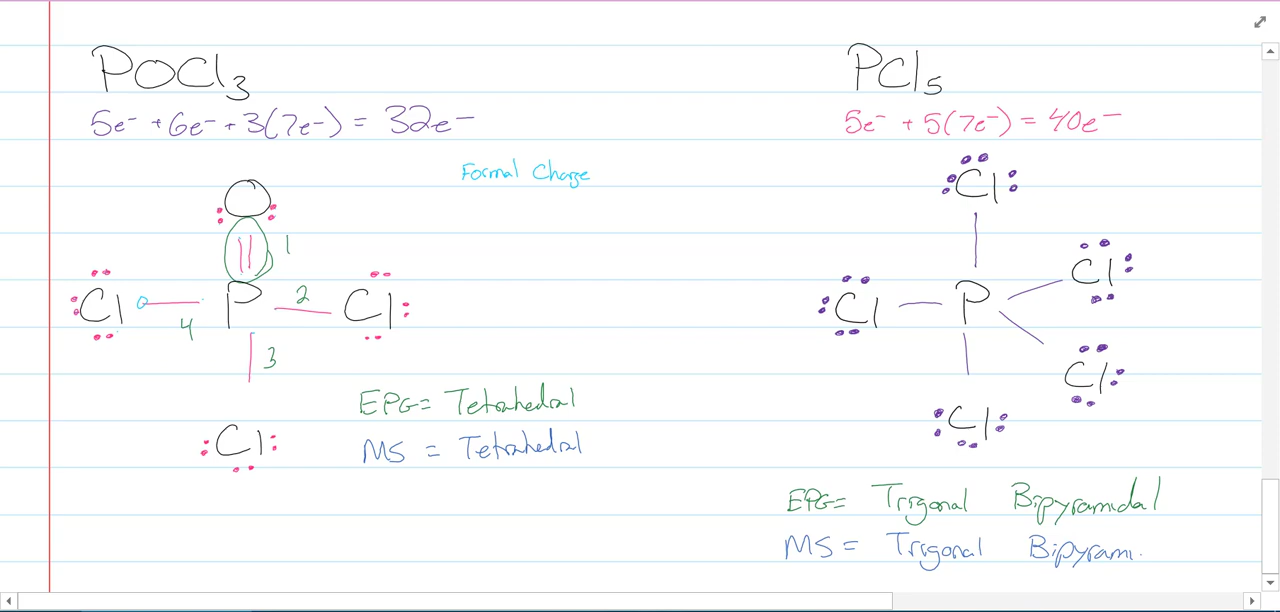 POCl3
5e- + 6e- + 3(7e-) = 32e-
Formal Charge
O
1
Cl P 2 Cl
4
3
Cl
EPG = Tetrahedral
MS = Tetrahedral
PCl5
5e- + 5(7e-) = 40e-
Cl
Cl
Cl P
Cl
Cl
EPG= Trigonal Bipyramidal
MS = Trigonal Bipyrami.